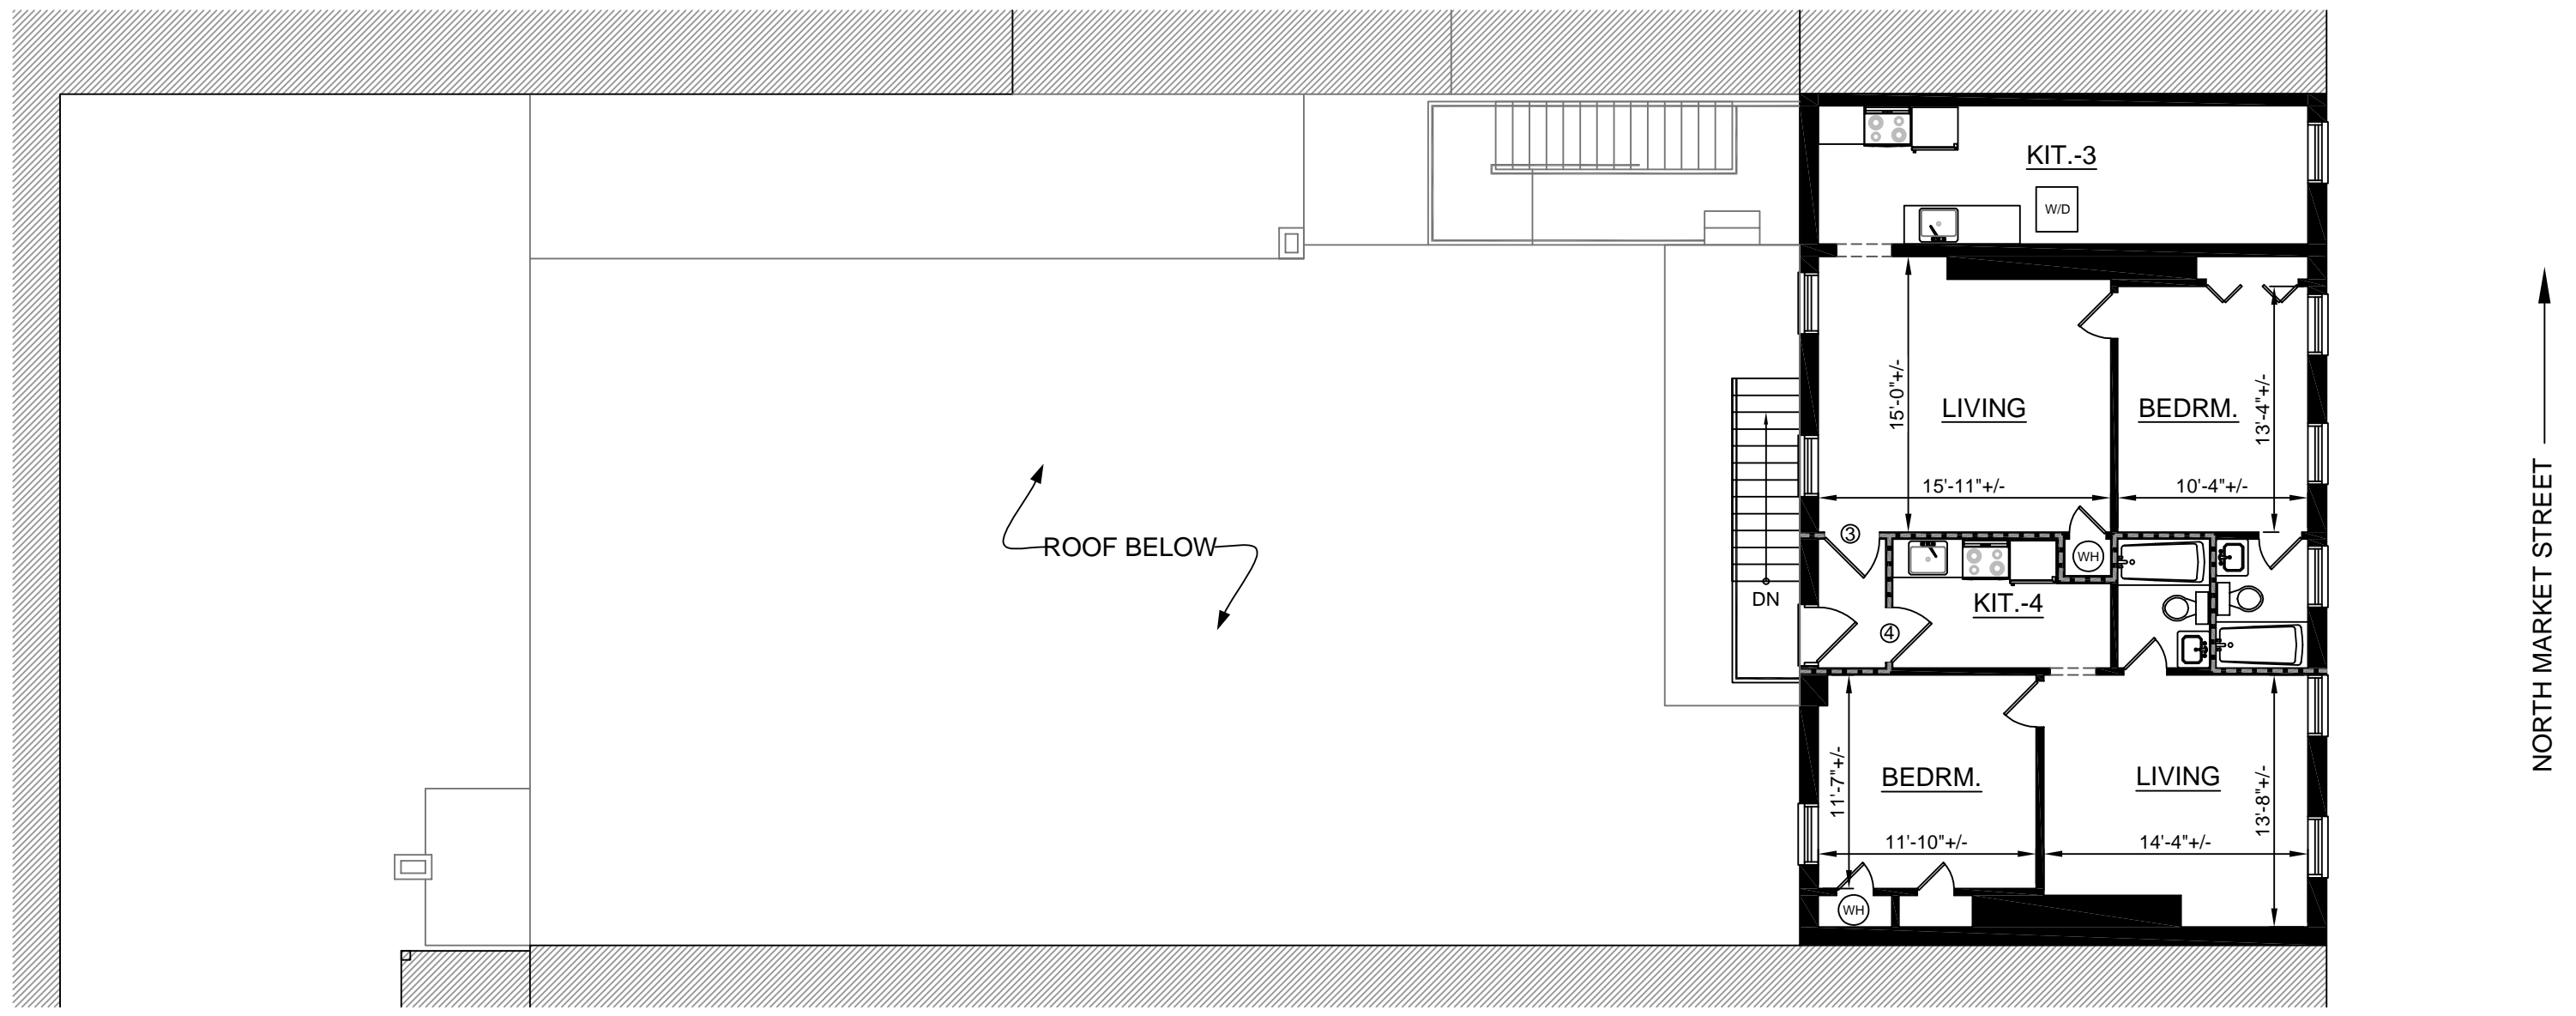 KIT.-3
W/D
LIVING
15'-0"+/-
15'-11"+/-
BEDRM.
13'-4"+/-
10'-4"+/-
ROOF BELOW
DN
3
WH
KIT.-4
4
BEDRM.
11'-7"+/-
11'-10"+/-
WH
LIVING
13'-8"+/-
14'-4"+/-
NORTH MARKET STREET